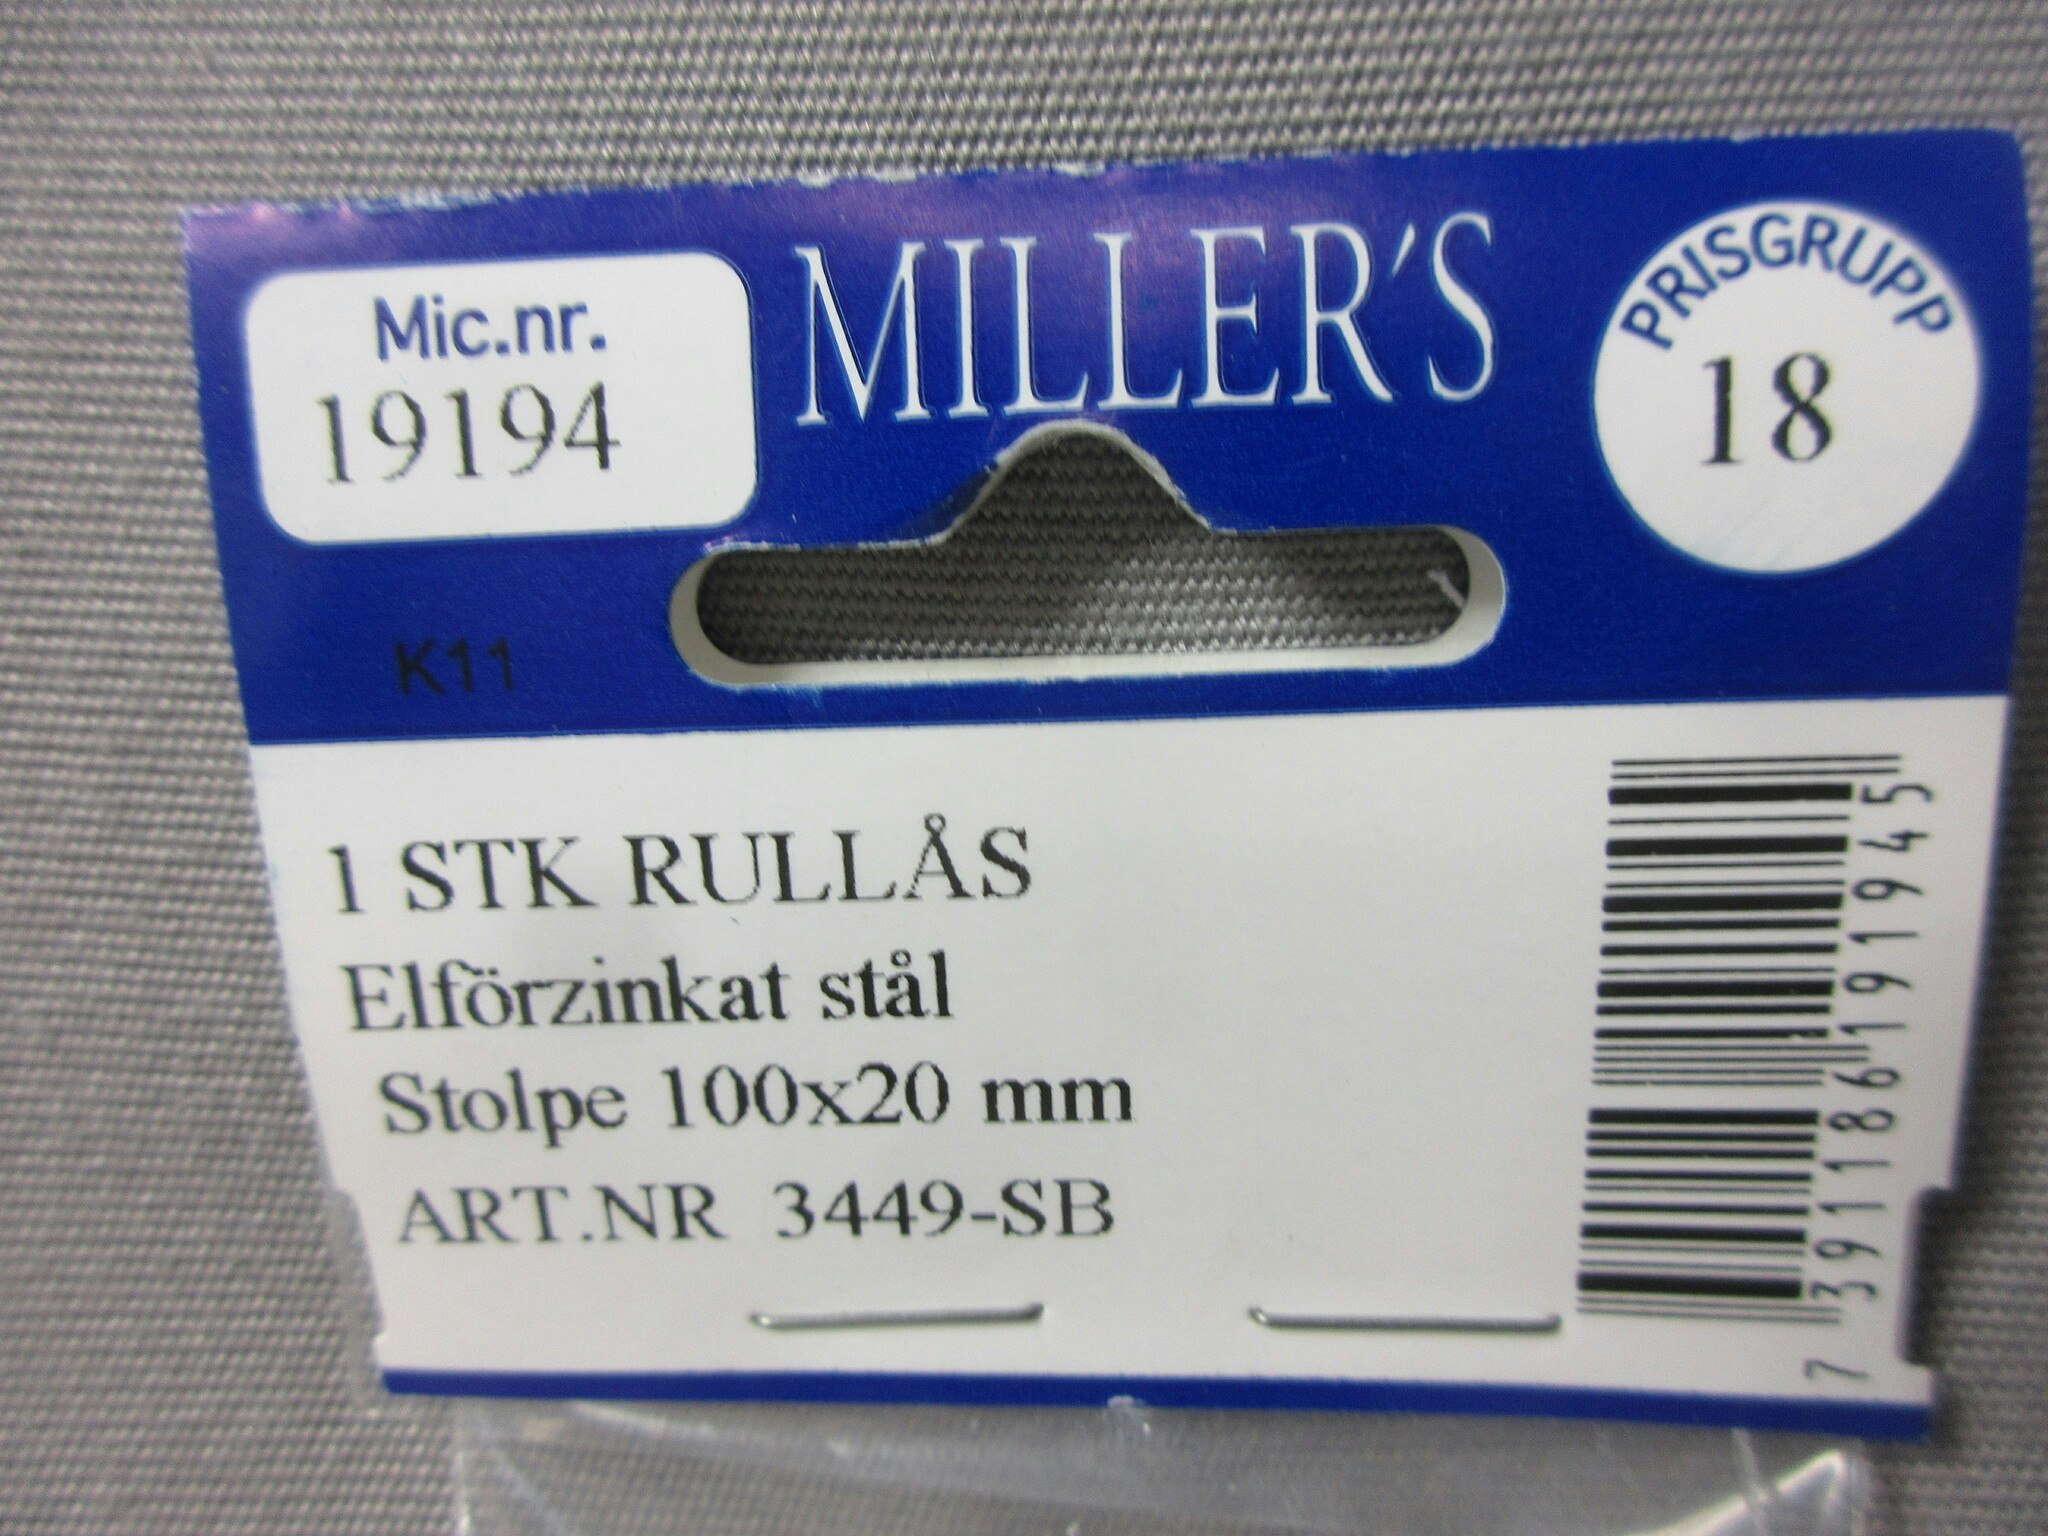 MILLER'S
Mic.nr.
19194
PRISGRUPP
18
K11
1 STK RULLÅS
Elförzinkat stål
Stolpe 100x20 mm
ART.NR 3449-SB
7 391186 191945